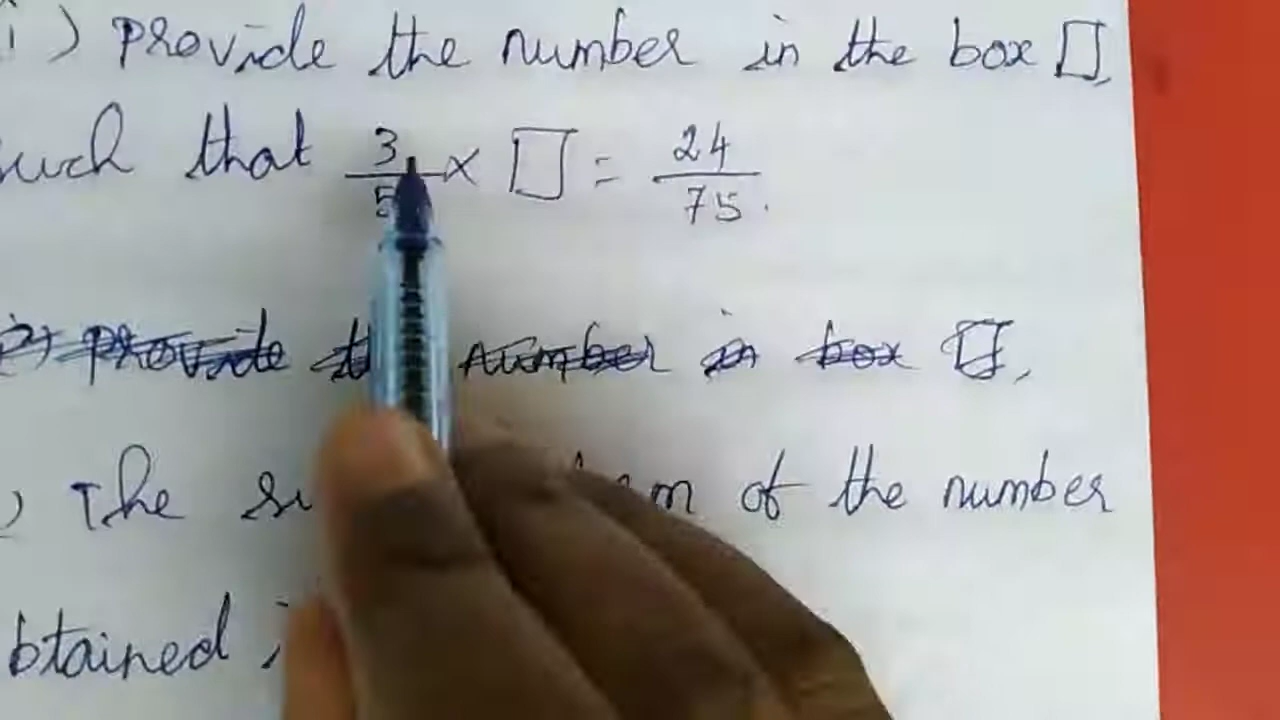 i) Provide the number in the box [],
such that 3/5 × [] = 24/75.
2) Provide the number in box [],
) The of the number
btained